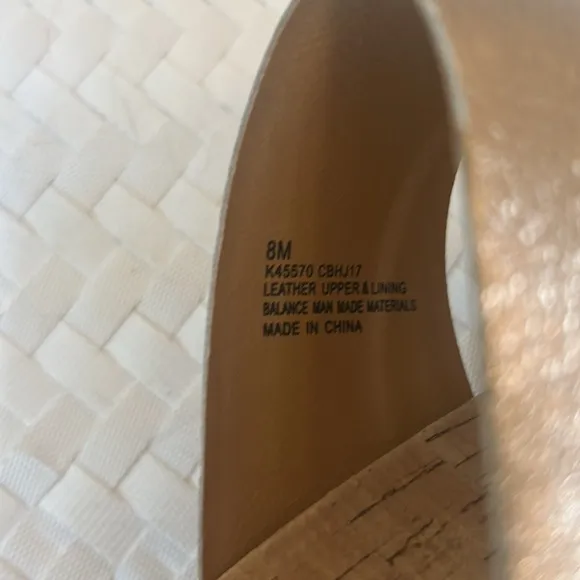 8M
K45570 CBHJ17
LEATHER UPPER & LINING
BALANCE MAN MADE MATERIALS
MADE IN CHINA